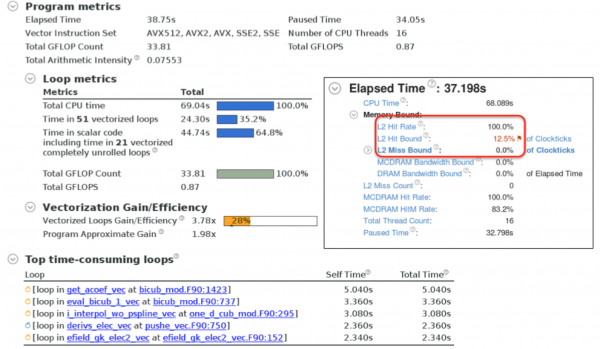 Program metrics
Elapsed Time 38.75s Paused Time 34.05s
Vector Instruction Set AVX512, AVX2, AVX, SSE2, SSE Number of CPU Threads 16
Total GFLOP Count 33.81 Total GFLOPS 0.87
Total Arithmetic Intensity 0.07553
Loop metrics
Metrics Total
Total CPU time 69.04s 100.0%
Time in 51 vectorized loops 24.30s 35.2%
Time in scalar code 44.74s 64.8%
including time in 21 vectorized
completely unrolled loops
Total GFLOP Count 33.81 100.0%
Total GFLOPS 0.87
Vectorization Gain/Efficiency
Vectorized Loops Gain/Efficiency 3.78x 28%
Program Approximate Gain 1.98x
Elapsed Time: 37.198s
CPU Time: 68.089s
Memory Bound:
L2 Hit Rate: 100.0%
L2 Hit Bound: 12.5% of Clockticks
L2 Miss Bound: 0.0% of Clockticks
MCDRAM Bandwidth Bound: 0.0%
DRAM Bandwidth Bound: 0.0% of Elapsed Time
L2 Miss Count: 0
MCDRAM Hit Rate: 100.0%
MCDRAM HitM Rate: 83.2%
Total Thread Count: 16
Paused Time: 32.798s
Top time-consuming loops
Loop Self Time Total Time
[loop in get_acoef_vec at bicub_mod.F90:1423] 5.040s 5.040s
[loop in eval_bicub_1_vec at bicub_mod.F90:737] 3.360s 3.360s
[loop in i_interpol_wo_pspline_vec at one_d_cub_mod.F90:295] 3.080s 3.080s
[loop in derivs_elec_vec at pushe_vec.F90:750] 2.360s 2.360s
[loop in efield_gk_elec2_vec at efield_gk_elec2_vec.F90:152] 2.340s 2.340s